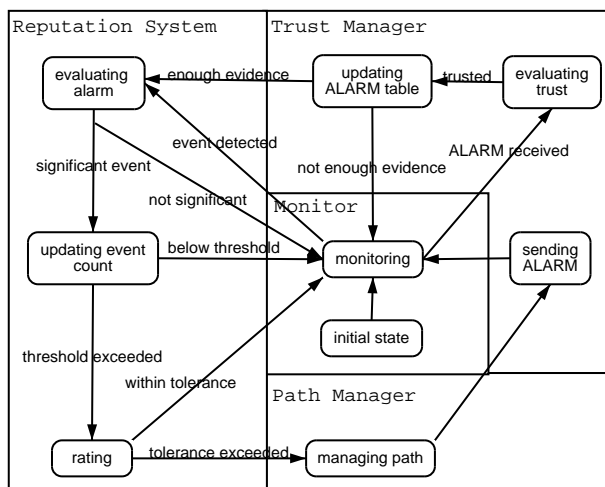 Reputation System
Trust Manager
evaluating
alarm
enough evidence
updating
ALARM table
trusted
evaluating
trust
event detected
significant event
not enough evidence
ALARM received
not significant
Monitor
updating event
count
below threshold
monitoring
sending
ALARM
initial state
threshold exceeded
within tolerance
Path Manager
rating
tolerance exceeded
managing path